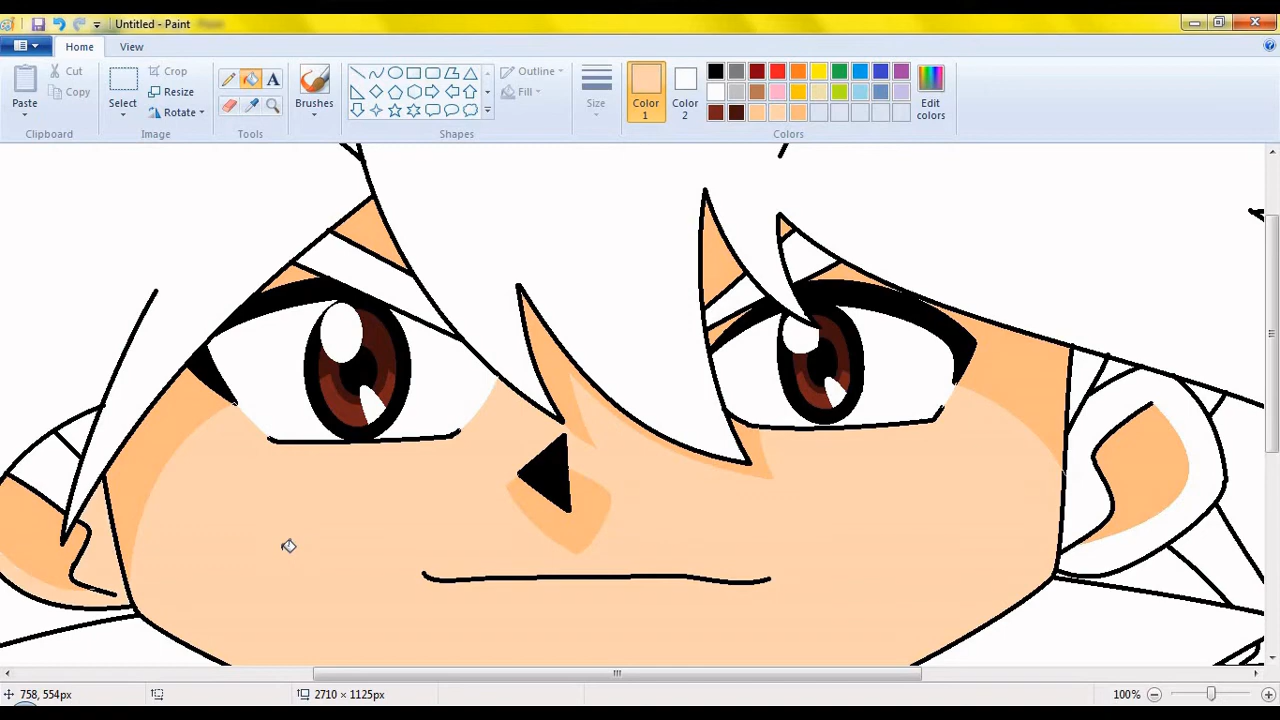 Untitled - Paint
Home View
Paste
Cut
Copy
Clipboard
Select
Crop
Resize
Rotate
Image
A
Tools
Brushes
Outline
Fill
Shapes
Size
Color
1
Color
2
Edit
colors
Colors
758, 554px
2710 × 1125px
100%